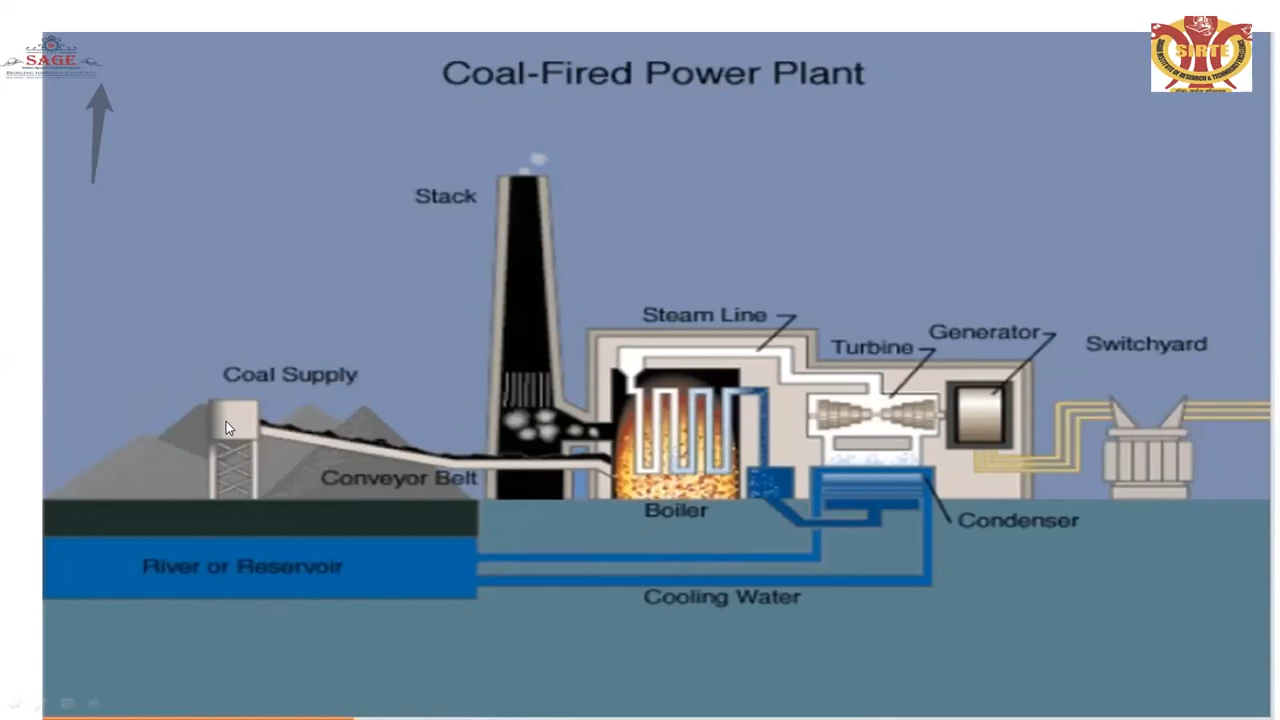 SAGE
SIRTE
Coal-Fired Power Plant
Stack
Steam Line
Generator
Turbine
Switchyard
Coal Supply
Conveyor Belt
Boiler
Condenser
River or Reservoir
Cooling Water